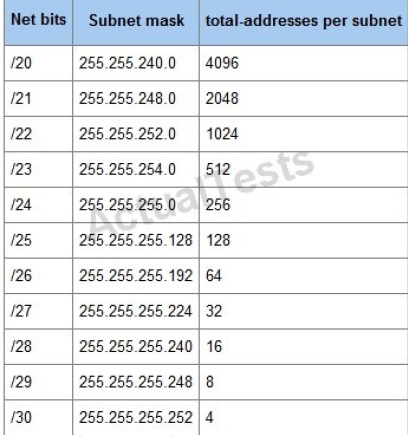 Net bits Subnet mask total-addresses per subnet
/20 255.255.240.0 4096
/21 255.255.248.0 2048
/22 255.255.252.0 1024
/23 255.255.254.0 512
/24 255.255.255.0 256
/25 255.255.255.128 128
/26 255.255.255.192 64
/27 255.255.255.224 32
/28 255.255.255.240 16
/29 255.255.255.248 8
/30 255.255.255.252 4
ActualTests